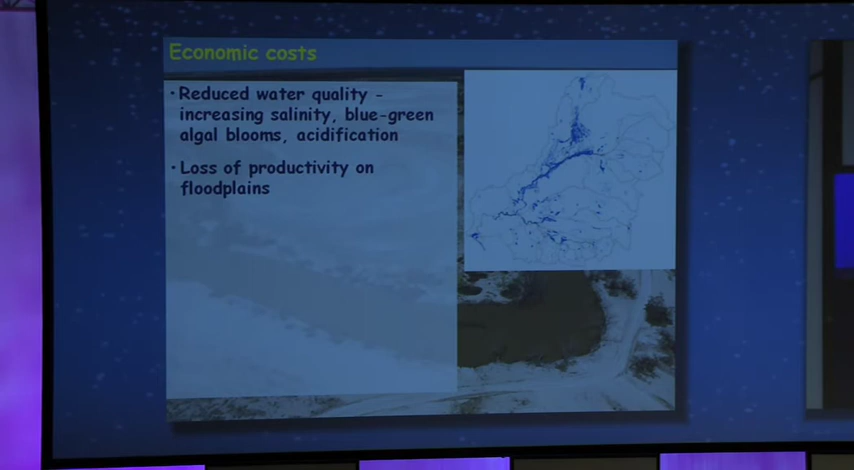 Economic costs
· Reduced water quality -
increasing salinity, blue-green
algal blooms, acidification
· Loss of productivity on
floodplains